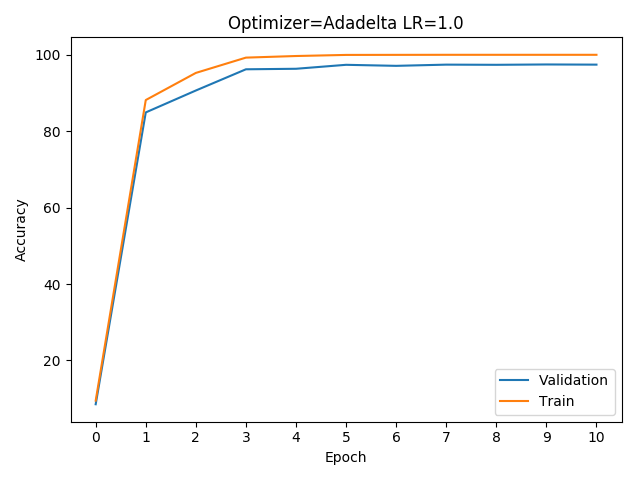 Optimizer=Adadelta LR=1.0
100
80
60
40
20
Accuracy
0 1 2 3 4 5 6 7 8 9 10
Epoch
Validation
Train